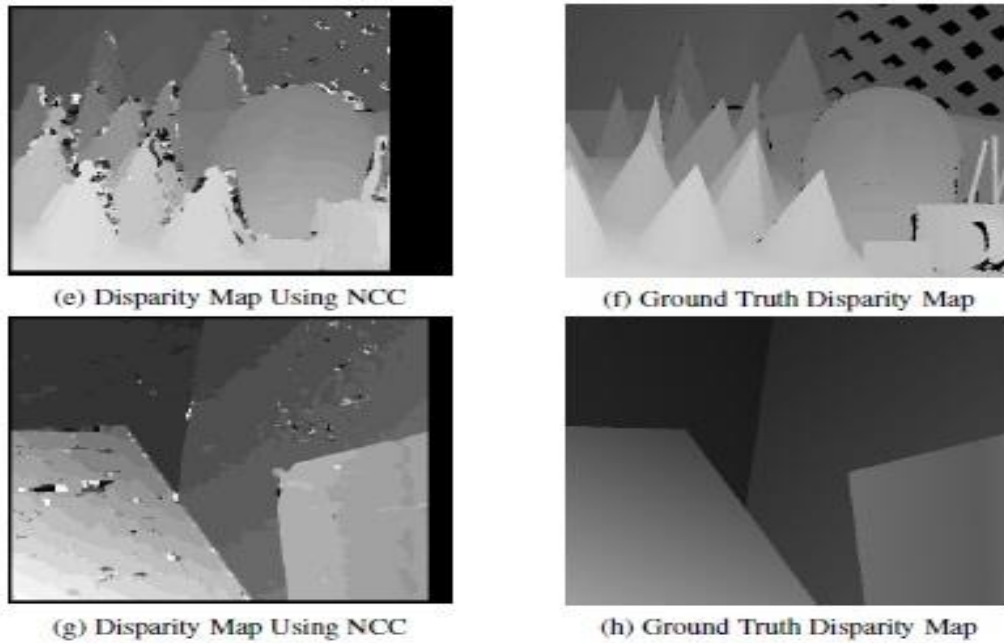 (e) Disparity Map Using NCC
(f) Ground Truth Disparity Map
(g) Disparity Map Using NCC
(h) Ground Truth Disparity Map